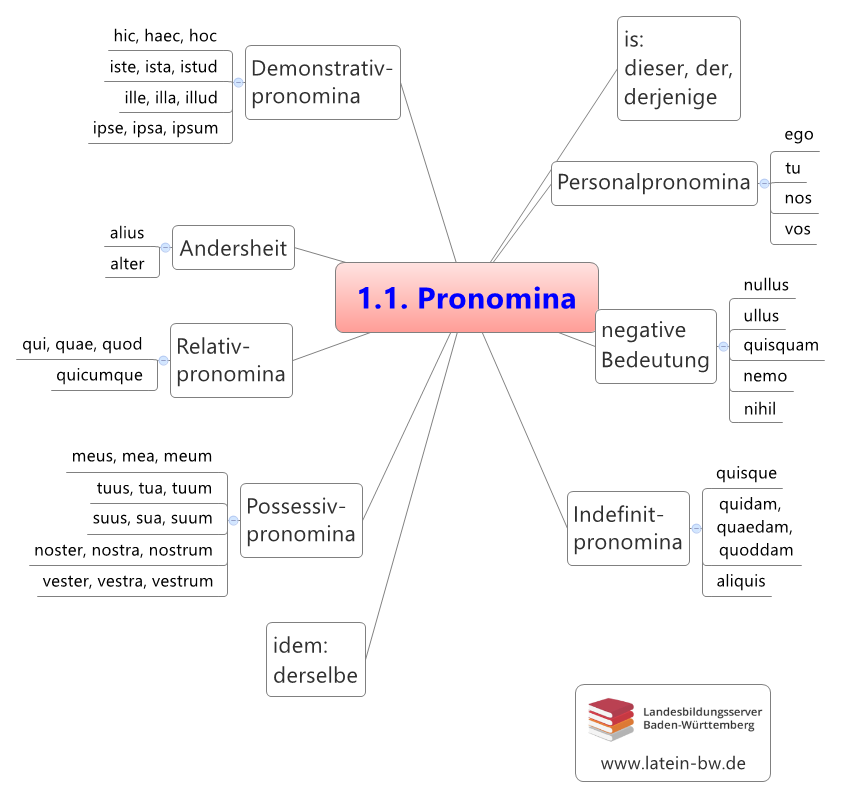 1.1. Pronomina
is:
dieser, der,
derjenige
Personalpronomina
ego
tu
nos
vos
negative
Bedeutung
nullus
ullus
quisquam
nemo
nihil
Indefinit-
pronomina
quisque
quidam,
quaedam,
quoddam
aliquis
Demonstrativ-
pronomina
hic, haec, hoc
iste, ista, istud
ille, illa, illud
ipse, ipsa, ipsum
Andersheit
alius
alter
Relativ-
pronomina
qui, quae, quod
quicumque
Possessiv-
pronomina
meus, mea, meum
tuus, tua, tuum
suus, sua, suum
noster, nostra, nostrum
vester, vestra, vestrum
idem:
derselbe
Landesbildungsserver
Baden-Württemberg
www.latein-bw.de